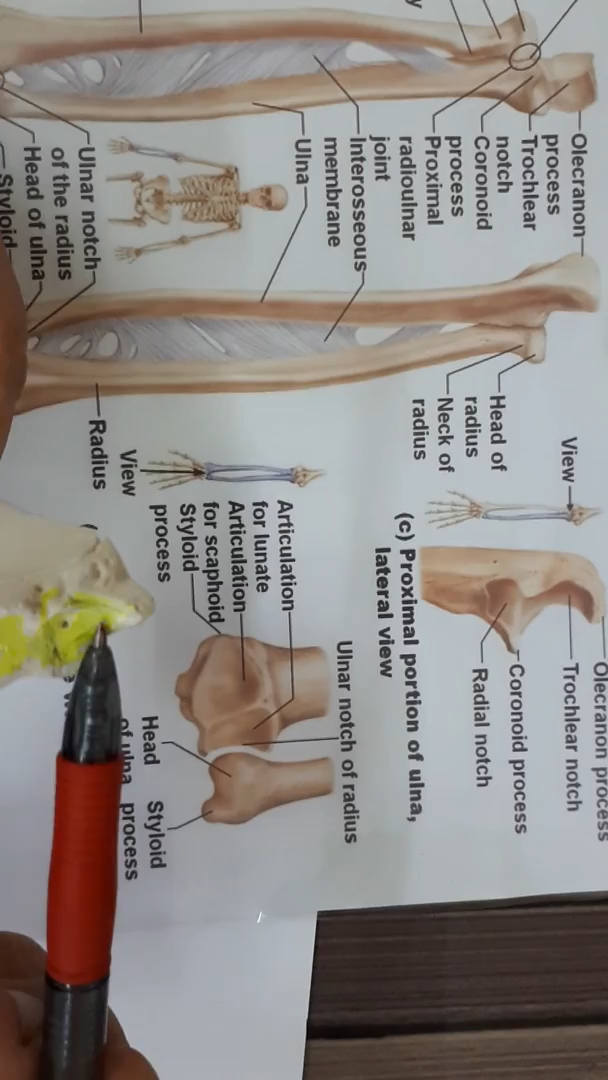 Olecranon
process
Trochlear
notch
Coronoid
process
Proximal
radioulnar
joint
Interosseous
membrane
Ulna
Ulnar notch
of the radius
Head of ulna
Styloid
Head of
radius
Neck of
radius
Radius
View
View
(c) Proximal portion of ulna,
lateral view
Olecranon process
Trochlear notch
Coronoid process
Radial notch
Articulation
for lunate
Articulation
for scaphoid
Styloid
process
Ulnar notch of radius
Head
of ulna
Styloid
process